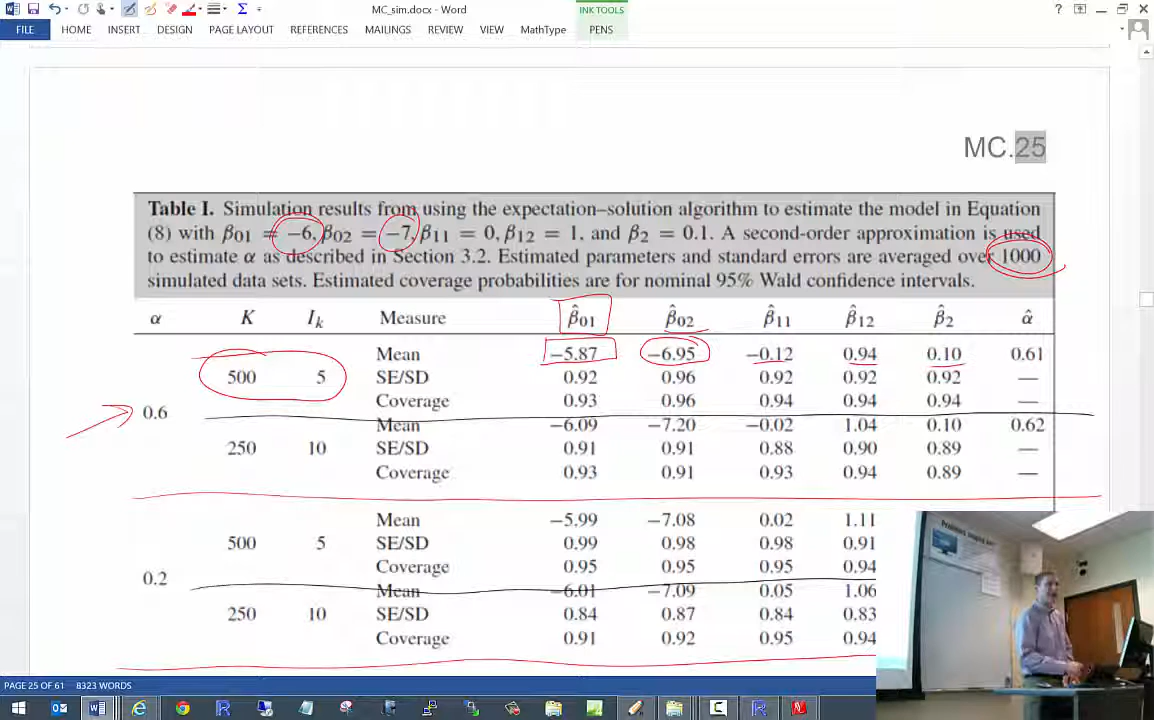 MC_sim.docx - Word
INK TOOLS
FILE HOME INSERT DESIGN PAGE LAYOUT REFERENCES MAILINGS REVIEW VIEW MathType PENS
MC.25
Table I. Simulation results from using the expectation–solution algorithm to estimate the model in Equation
(8) with β01 = −6, β02 = −7, β11 = 0, β12 = 1, and β2 = 0.1. A second-order approximation is used
to estimate α as described in Section 3.2. Estimated parameters and standard errors are averaged over 1000
simulated data sets. Estimated coverage probabilities are for nominal 95% Wald confidence intervals.
α K Ik Measure β̂01 β̂02 β̂11 β̂12 β̂2 α̂
Mean −5.87 −6.95 −0.12 0.94 0.10 0.61
500 5 SE/SD 0.92 0.96 0.92 0.92 0.92 —
Coverage 0.93 0.96 0.94 0.94 0.94 —
0.6
Mean −6.09 −7.20 −0.02 1.04 0.10 0.62
250 10 SE/SD 0.91 0.91 0.88 0.90 0.89 —
Coverage 0.93 0.91 0.93 0.94 0.89 —
Mean −5.99 −7.08 0.02 1.11
500 5 SE/SD 0.99 0.98 0.98 0.91
Coverage 0.95 0.95 0.95 0.94
0.2
Mean −6.01 −7.09 0.05 1.06
250 10 SE/SD 0.84 0.87 0.84 0.83
Coverage 0.91 0.92 0.95 0.94
PAGE 25 OF 61 8323 WORDS